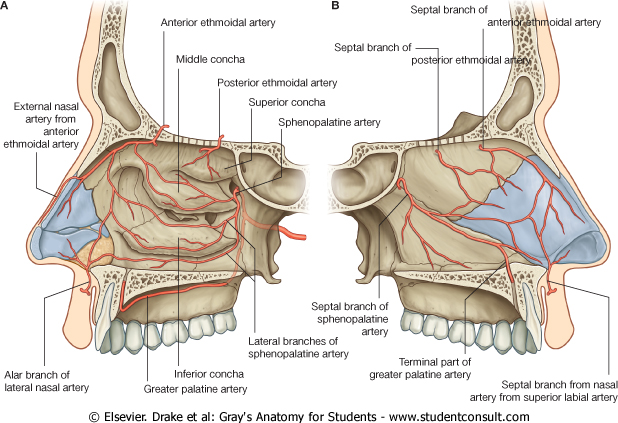 A
Anterior ethmoidal artery
Middle concha
Posterior ethmoidal artery
Superior concha
Sphenopalatine artery
External nasal
artery from
anterior
ethmoidal artery
Alar branch of
lateral nasal artery
Greater palatine artery
Inferior concha
Lateral branches of
sphenopalatine artery
B
Septal branch of
anterior ethmoidal artery
Septal branch of
posterior ethmoidal artery
Septal branch of
sphenopalatine
artery
Terminal part of
greater palatine artery
Septal branch from nasal
artery from superior labial artery
© Elsevier. Drake et al: Gray's Anatomy for Students - www.studentconsult.com